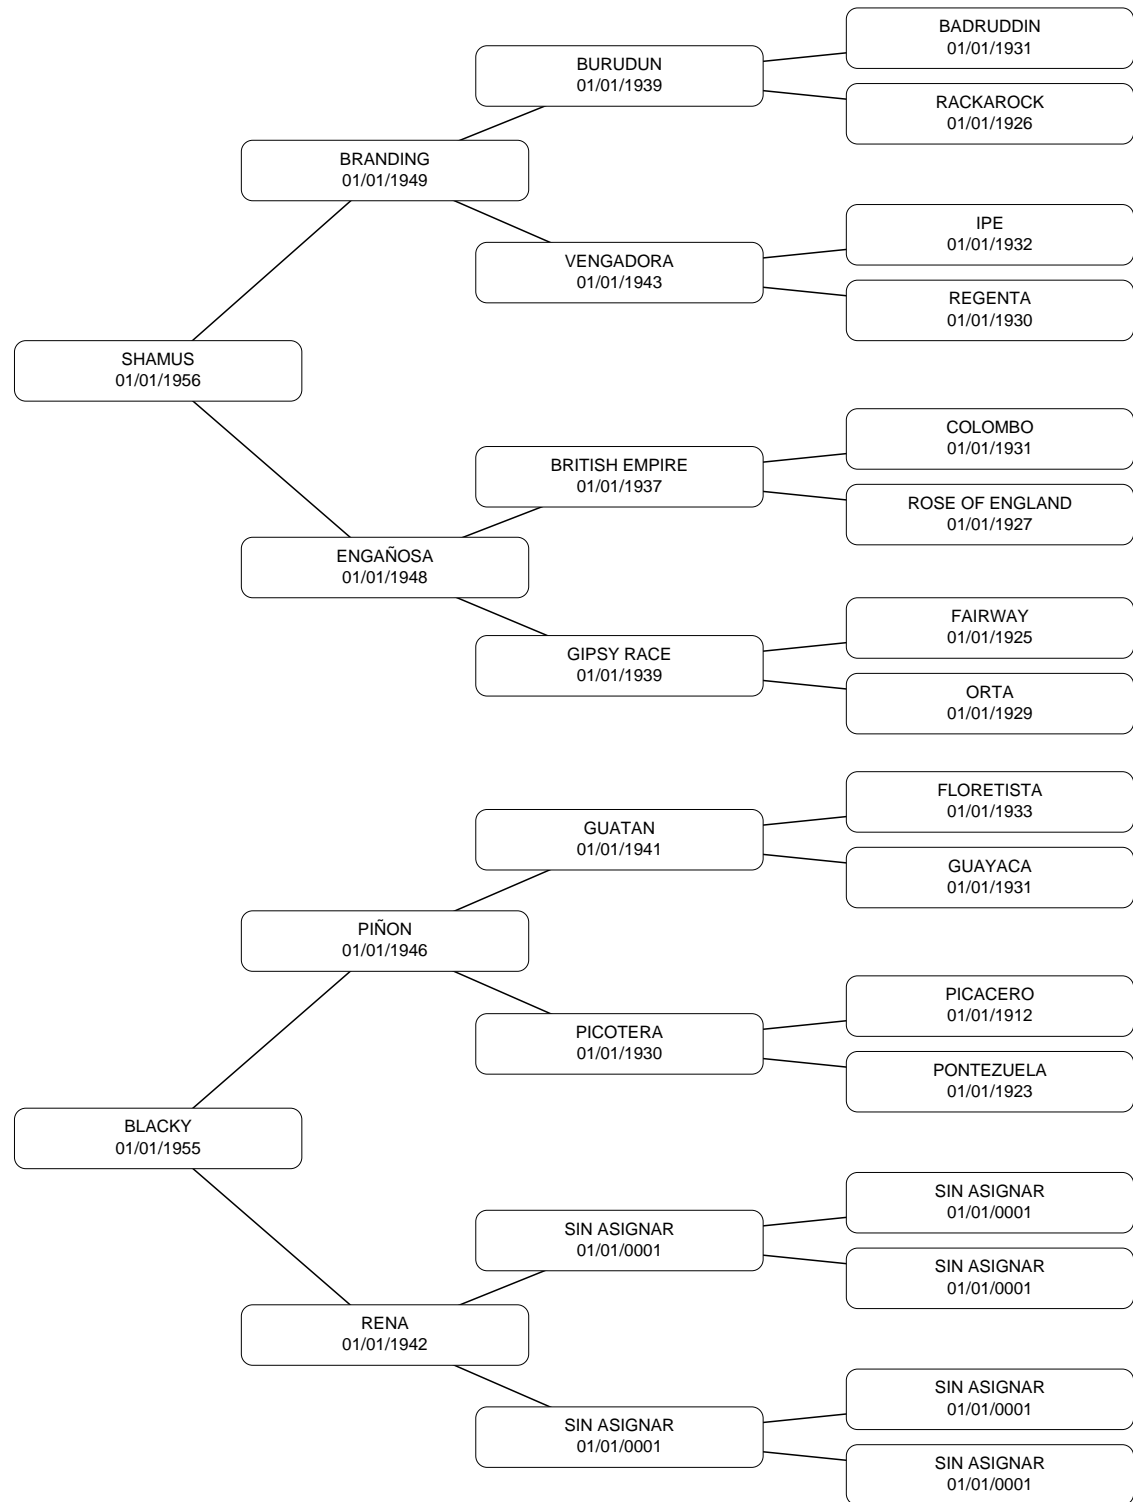 BADRUDDIN
01/01/1931
BURUDUN
01/01/1939
RACKAROCK
01/01/1926
BRANDING
01/01/1949
IPE
01/01/1932
VENGADORA
01/01/1943
REGENTA
01/01/1930
SHAMUS
01/01/1956
COLOMBO
01/01/1931
BRITISH EMPIRE
01/01/1937
ROSE OF ENGLAND
01/01/1927
ENGAÑOSA
01/01/1948
FAIRWAY
01/01/1925
GIPSY RACE
01/01/1939
ORTA
01/01/1929
FLORETISTA
01/01/1933
GUATAN
01/01/1941
GUAYACA
01/01/1931
PIÑON
01/01/1946
PICACERO
01/01/1912
PICOTERA
01/01/1930
PONTEZUELA
01/01/1923
BLACKY
01/01/1955
SIN ASIGNAR
01/01/0001
SIN ASIGNAR
01/01/0001
SIN ASIGNAR
01/01/0001
RENA
01/01/1942
SIN ASIGNAR
01/01/0001
SIN ASIGNAR
01/01/0001
SIN ASIGNAR
01/01/0001